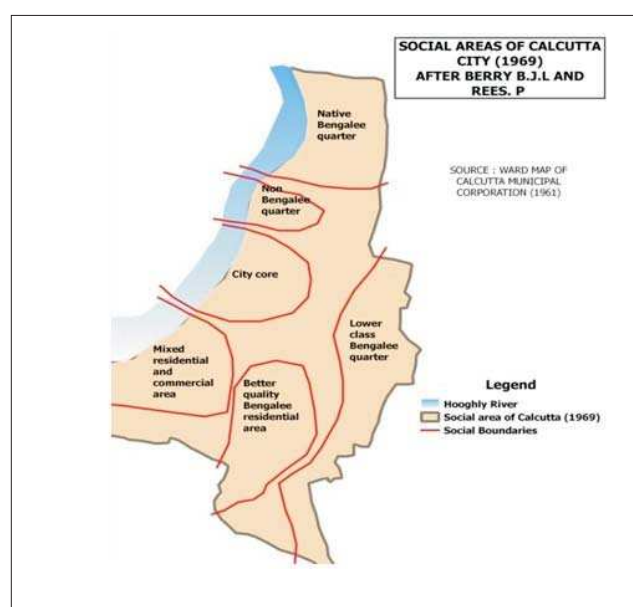 SOCIAL AREAS OF CALCUTTA
CITY (1969)
AFTER BERRY B.J.L AND
REES. P
SOURCE : WARD MAP OF
CALCUTTA MUNICIPAL
CORPORATION (1961)
Native
Bengalee
quarter
Non
Bengalee
quarter
City core
Lower
class
Bengalee
quarter
Mixed
residential
and
commercial
area
Better
quality
Bengalee
residential
area
Legend
Hooghly River
Social area of Calcutta (1969)
Social Boundaries